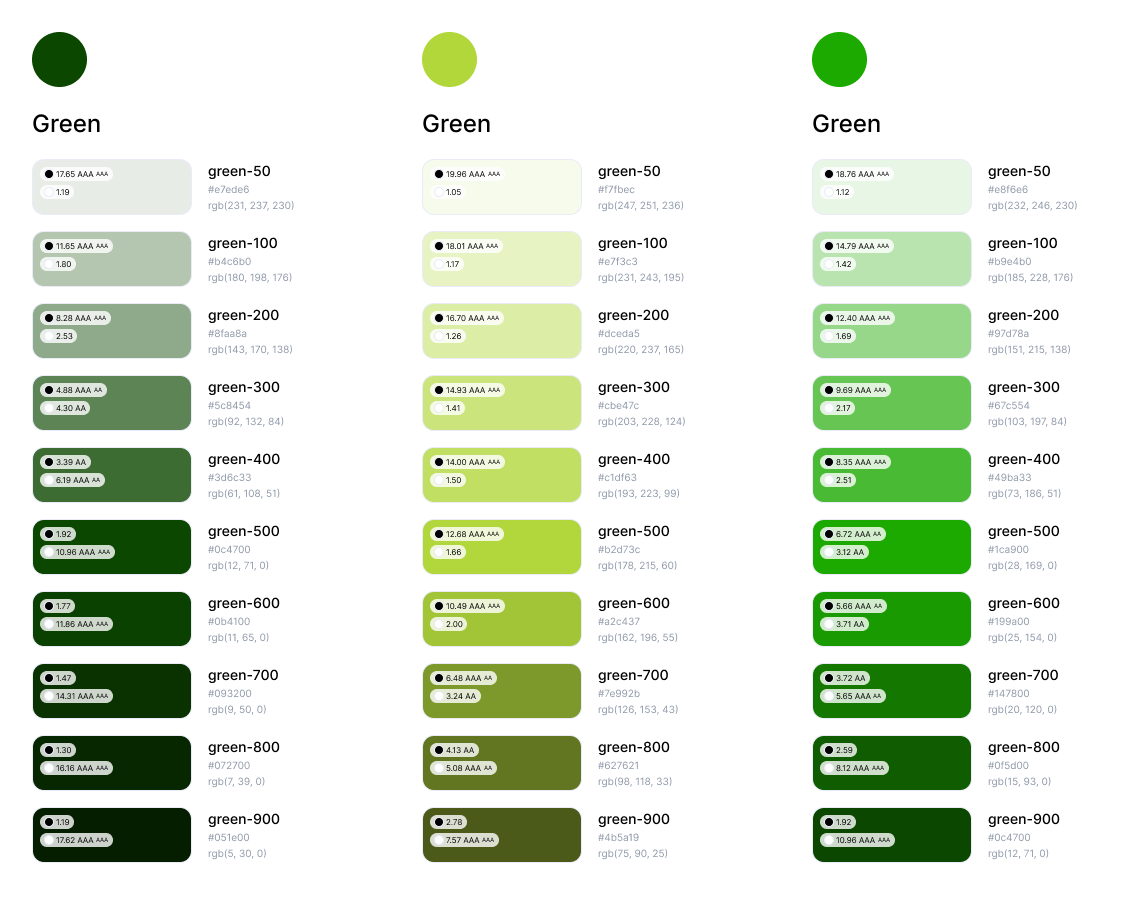 Green
17.65 AAA AAA
1.19
green-50
#e7ede6
rgb(231, 237, 230)
11.65 AAA AAA
1.80
green-100
#b4c6b0
rgb(180, 198, 176)
8.28 AAA AAA
2.53
green-200
#8faa8a
rgb(143, 170, 138)
4.88 AAA AA
4.30 AA
green-300
#5c8454
rgb(92, 132, 84)
3.39 AA
6.19 AAA AA
green-400
#3d6c33
rgb(61, 108, 51)
1.92
10.96 AAA AAA
green-500
#0c4700
rgb(12, 71, 0)
1.77
11.86 AAA AAA
green-600
#0b4100
rgb(11, 65, 0)
1.47
14.31 AAA AAA
green-700
#093200
rgb(9, 50, 0)
1.30
16.16 AAA AAA
green-800
#072700
rgb(7, 39, 0)
1.19
17.62 AAA AAA
green-900
#051e00
rgb(5, 30, 0)
Green
19.96 AAA AAA
1.05
green-50
#f7fbec
rgb(247, 251, 236)
18.01 AAA AAA
1.17
green-100
#e7f3c3
rgb(231, 243, 195)
16.70 AAA AAA
1.26
green-200
#dceda5
rgb(220, 237, 165)
14.93 AAA AAA
1.41
green-300
#cbe47c
rgb(203, 228, 124)
14.00 AAA AAA
1.50
green-400
#c1df63
rgb(193, 223, 99)
12.68 AAA AAA
1.66
green-500
#b2d73c
rgb(178, 215, 60)
10.49 AAA AAA
2.00
green-600
#a2c437
rgb(162, 196, 55)
6.48 AAA AA
3.24 AA
green-700
#7e992b
rgb(126, 153, 43)
4.13 AA
5.08 AAA AA
green-800
#627621
rgb(98, 118, 33)
2.78
7.57 AAA AAA
green-900
#4b5a19
rgb(75, 90, 25)
Green
18.76 AAA AAA
1.12
green-50
#e8f6e6
rgb(232, 246, 230)
14.79 AAA AAA
1.42
green-100
#b9e4b0
rgb(185, 228, 176)
12.40 AAA AAA
1.69
green-200
#97d78a
rgb(151, 215, 138)
9.69 AAA AAA
2.17
green-300
#67c554
rgb(103, 197, 84)
8.35 AAA AAA
2.51
green-400
#49ba33
rgb(73, 186, 51)
6.72 AAA AA
3.12 AA
green-500
#1ca900
rgb(28, 169, 0)
5.66 AAA AA
3.71 AA
green-600
#199a00
rgb(25, 154, 0)
3.72 AA
5.65 AAA AA
green-700
#147800
rgb(20, 120, 0)
2.59
8.12 AAA AAA
green-800
#0f5d00
rgb(15, 93, 0)
1.92
10.96 AAA AAA
green-900
#0c4700
rgb(12, 71, 0)